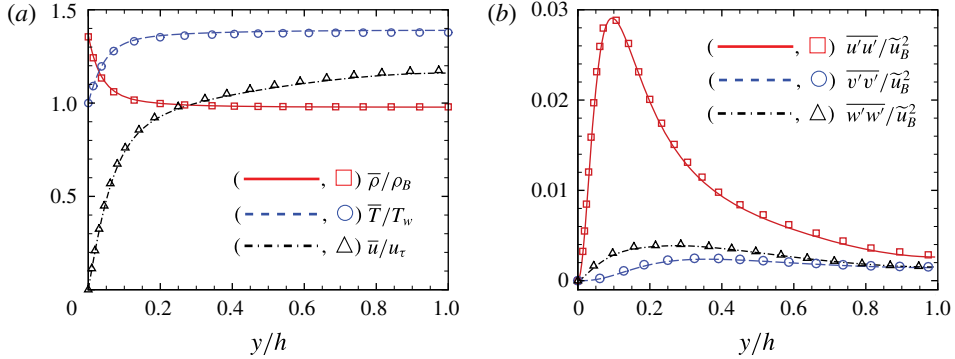 (a)
1.5
1.0
0.5
0
0.2
0.4
0.6
0.8
1.0
y/h
( , ) ρ̅/ρ_B
( , ) T̅/T_w
( , ) u̅/u_τ
(b)
0.03
0.02
0.01
0
0
0.2
0.4
0.6
0.8
1.0
y/h
( , ) \overline{u′u′}/ũ_B^2
( , ) \overline{v′v′}/ũ_B^2
( , ) \overline{w′w′}/ũ_B^2